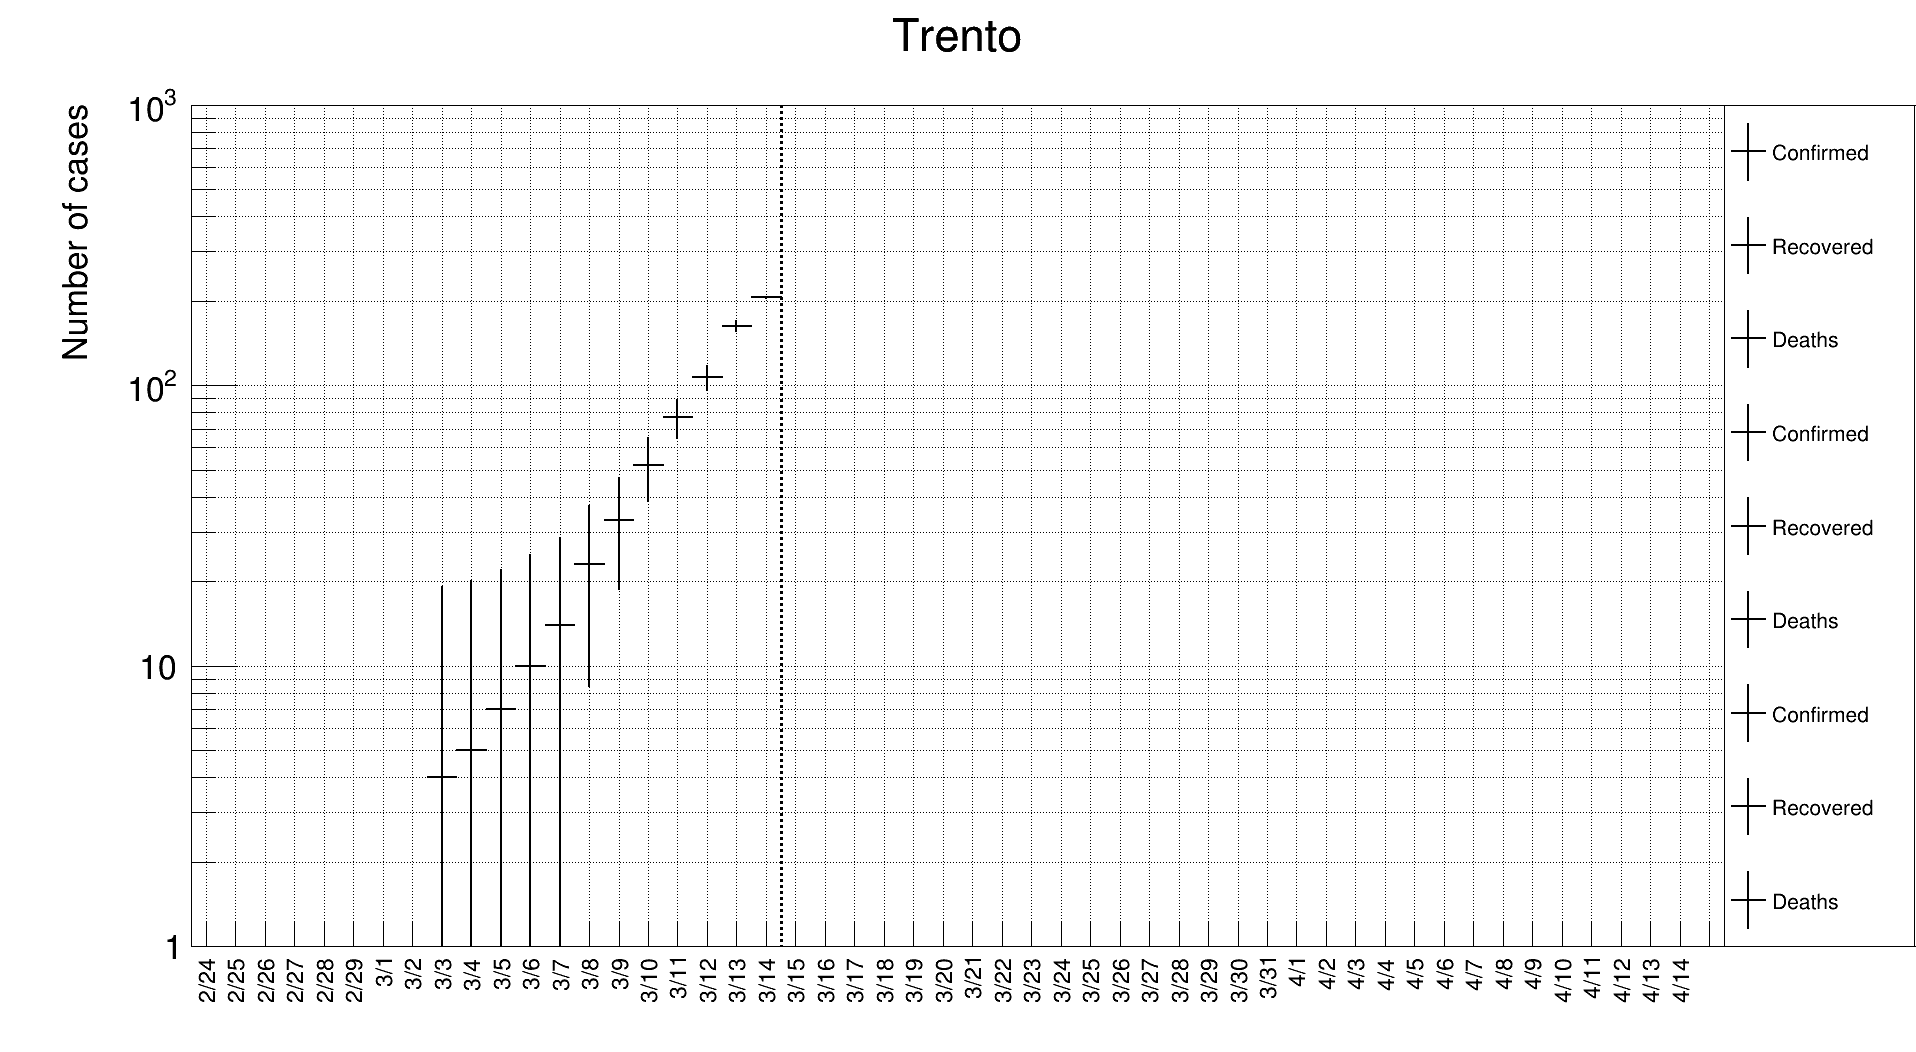 Trento
Number of cases
10³
10²
10
1
2/24 2/25 2/26 2/27 2/28 2/29 3/1 3/2 3/3 3/4 3/5 3/6 3/7 3/8 3/9 3/10 3/11 3/12 3/13 3/14 3/15 3/16 3/17 3/18 3/19 3/20 3/21 3/22 3/23 3/24 3/25 3/26 3/27 3/28 3/29 3/30 3/31 4/1 4/2 4/3 4/4 4/5 4/6 4/7 4/8 4/9 4/10 4/11 4/12 4/13 4/14
Confirmed
Recovered
Deaths
Confirmed
Recovered
Deaths
Confirmed
Recovered
Deaths